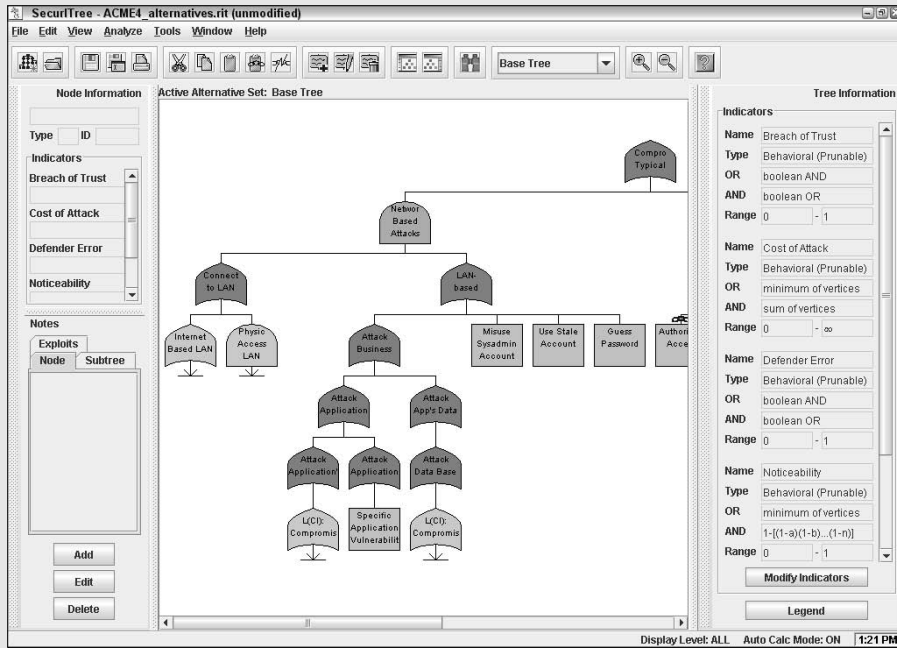 SecurITree - ACME4_alternatives.rit (unmodified)
File Edit View Analyze Tools Window Help
Base Tree
Node Information
Type ID
Indicators
Breach of Trust
Cost of Attack
Defender Error
Noticeability
Notes
Exploits
Node Subtree
Add
Edit
Delete
Active Alternative Set: Base Tree
Compro
Typical
Networ
Based
Attacks
Connect
to LAN
LAN-
based
Internet
Based LAN
Physic
Access
LAN
Attack
Business
Misuse
Sysadmin
Account
Use Stale
Account
Guess
Password
Authori
Acce
Attack
Application
Attack
App's Data
Attack
Application'
Attack
Application
Attack
Data Base
L(CI):
Compromis
Specific
Application
Vulnerabilit
L(CI):
Compromis
Tree Information
Indicators
Name Breach of Trust
Type Behavioral (Prunable)
OR boolean AND
AND boolean OR
Range 0 - 1
Name Cost of Attack
Type Behavioral (Prunable)
OR minimum of vertices
AND sum of vertices
Range 0 - ∞
Name Defender Error
Type Behavioral (Prunable)
OR boolean AND
AND boolean OR
Range 0 - 1
Name Noticeability
Type Behavioral (Prunable)
OR minimum of vertices
AND 1-[(1-a)(1-b)...(1-n)]
Range 0 - 1
Modify Indicators
Legend
Display Level: ALL Auto Calc Mode: ON 1:21 PM